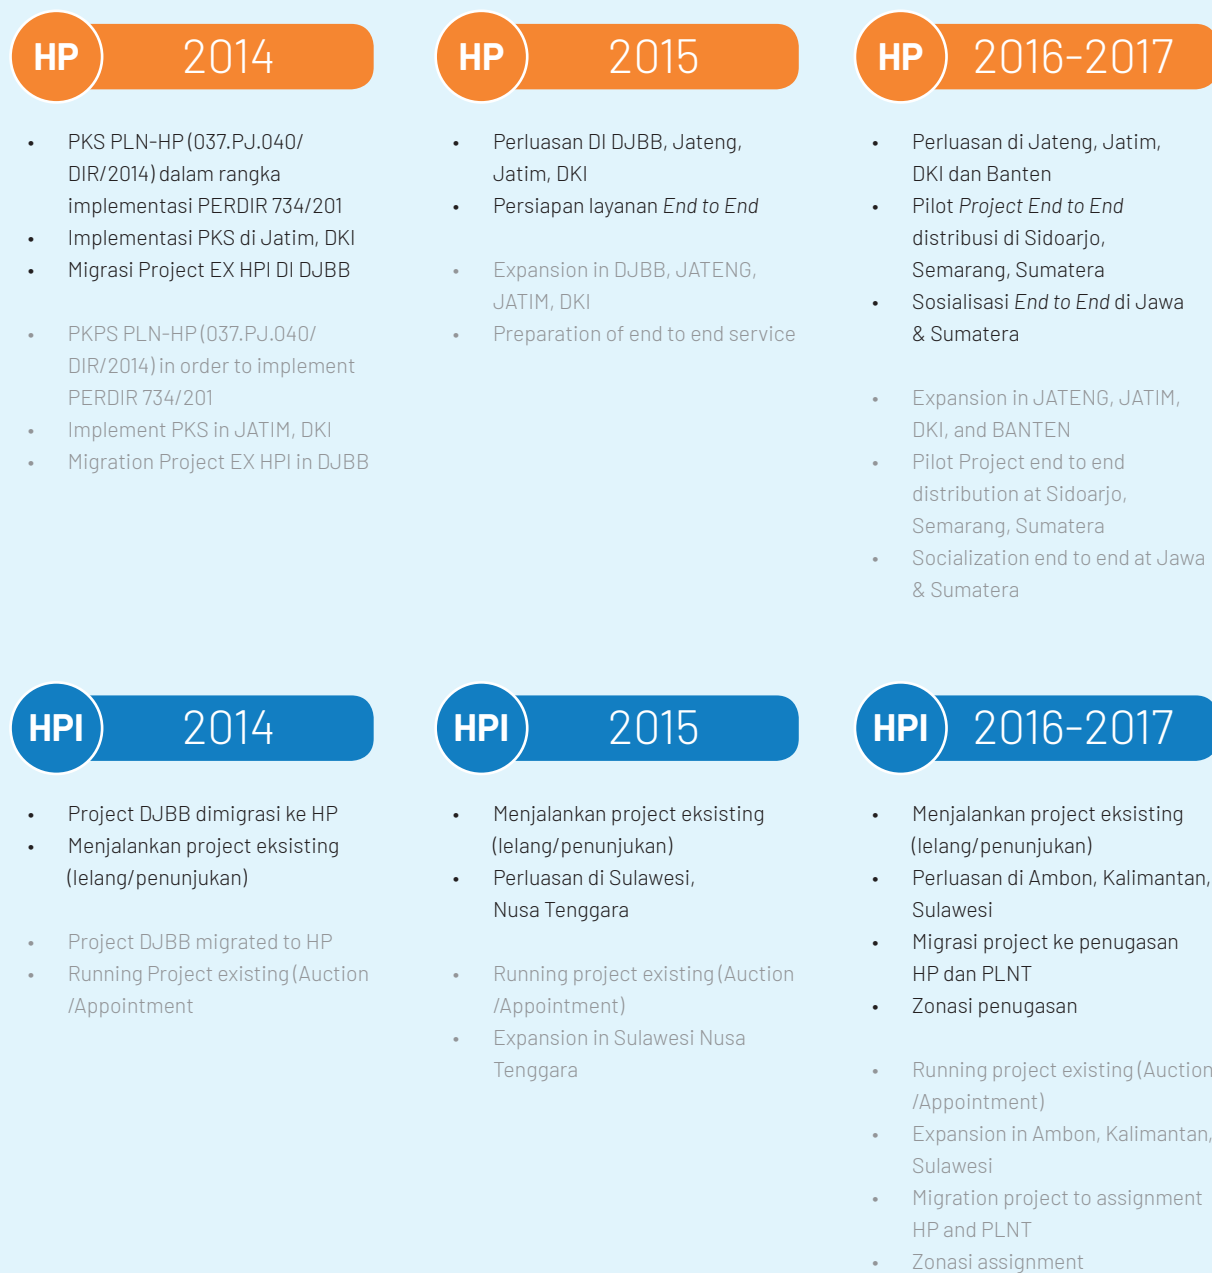 HP 2014
• PKS PLN-HP (037.PJ.040/
DIR/2014) dalam rangka
implementasi PERDIR 734/201
• Implementasi PKS di Jatim, DKI
• Migrasi Project EX HPI DI DJBB
• PKPS PLN-HP (037.PJ.040/
DIR/2014) in order to implement
PERDIR 734/201
• Implement PKS in JATIM, DKI
• Migration Project EX HPI in DJBB
HP 2015
• Perluasan DI DJBB, Jateng,
Jatim, DKI
• Persiapan layanan End to End
• Expansion in DJBB, JATENG,
JATIM, DKI
• Preparation of end to end service
HP 2016-2017
• Perluasan di Jateng, Jatim,
DKI dan Banten
• Pilot Project End to End
distribusi di Sidoarjo,
Semarang, Sumatera
• Sosialisasi End to End di Jawa
& Sumatera
• Expansion in JATENG, JATIM,
DKI, and BANTEN
• Pilot Project end to end
distribution at Sidoarjo,
Semarang, Sumatera
• Socialization end to end at Jawa
& Sumatera
HPI 2014
• Project DJBB dimigrasi ke HP
• Menjalankan project eksisting
(lelang/penunjukan)
• Project DJBB migrated to HP
• Running Project existing (Auction
/Appointment
HPI 2015
• Menjalankan project eksisting
(lelang/penunjukan)
• Perluasan di Sulawesi,
Nusa Tenggara
• Running project existing (Auction
/Appointment)
• Expansion in Sulawesi Nusa
Tenggara
HPI 2016-2017
• Menjalankan project eksisting
(lelang/penunjukan)
• Perluasan di Ambon, Kalimantan,
Sulawesi
• Migrasi project ke penugasan
HP dan PLNT
• Zonasi penugasan
• Running project existing (Auction
/Appointment)
• Expansion in Ambon, Kalimantan,
Sulawesi
• Migration project to assignment
HP and PLNT
• Zonasi assignment